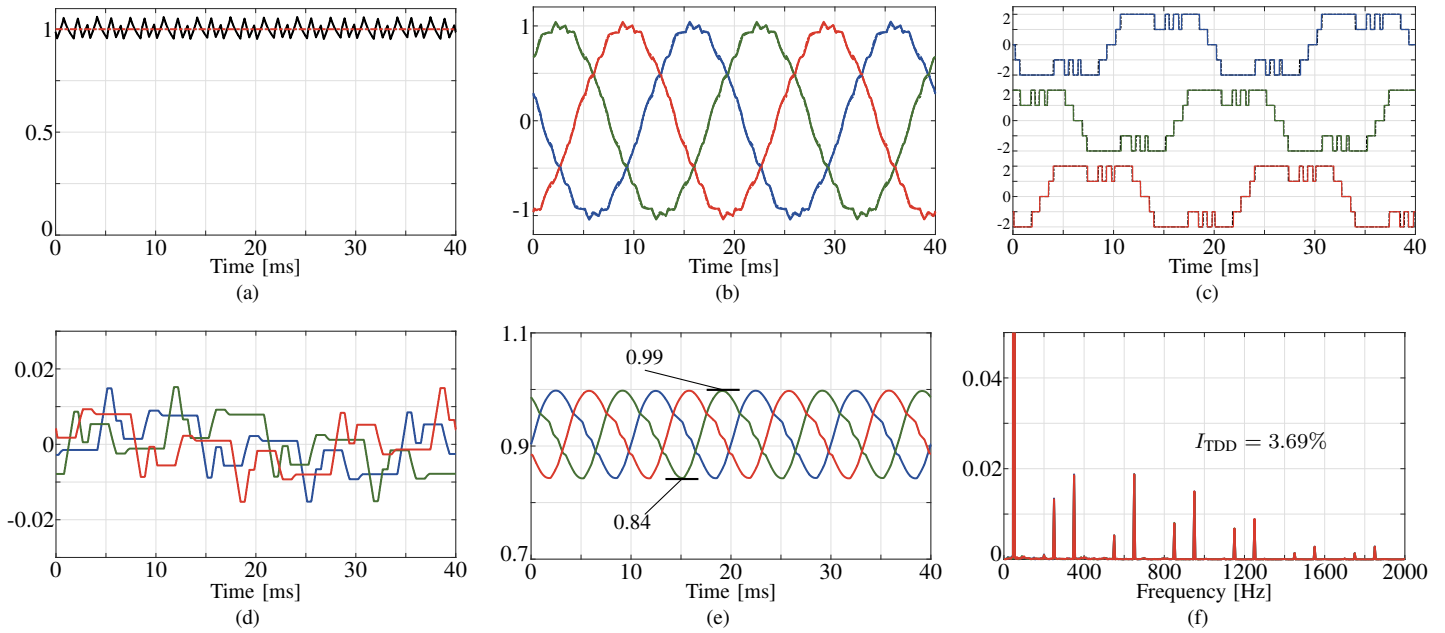 1
0.5
0
0 10 20 30 40
Time [ms]
(a)
1
0
-1
0 10 20 30 40
Time [ms]
(b)
2
0
-2
2
0
-2
2
0
-2
0 10 20 30 40
Time [ms]
(c)
0.02
0
-0.02
0 10 20 30 40
Time [ms]
(d)
1.1
0.99
0.9
0.84
0.7
0 10 20 30 40
Time [ms]
(e)
0.04
I_TDD = 3.69%
0.02
0
0 400 800 1200 1600 2000
Frequency [Hz]
(f)